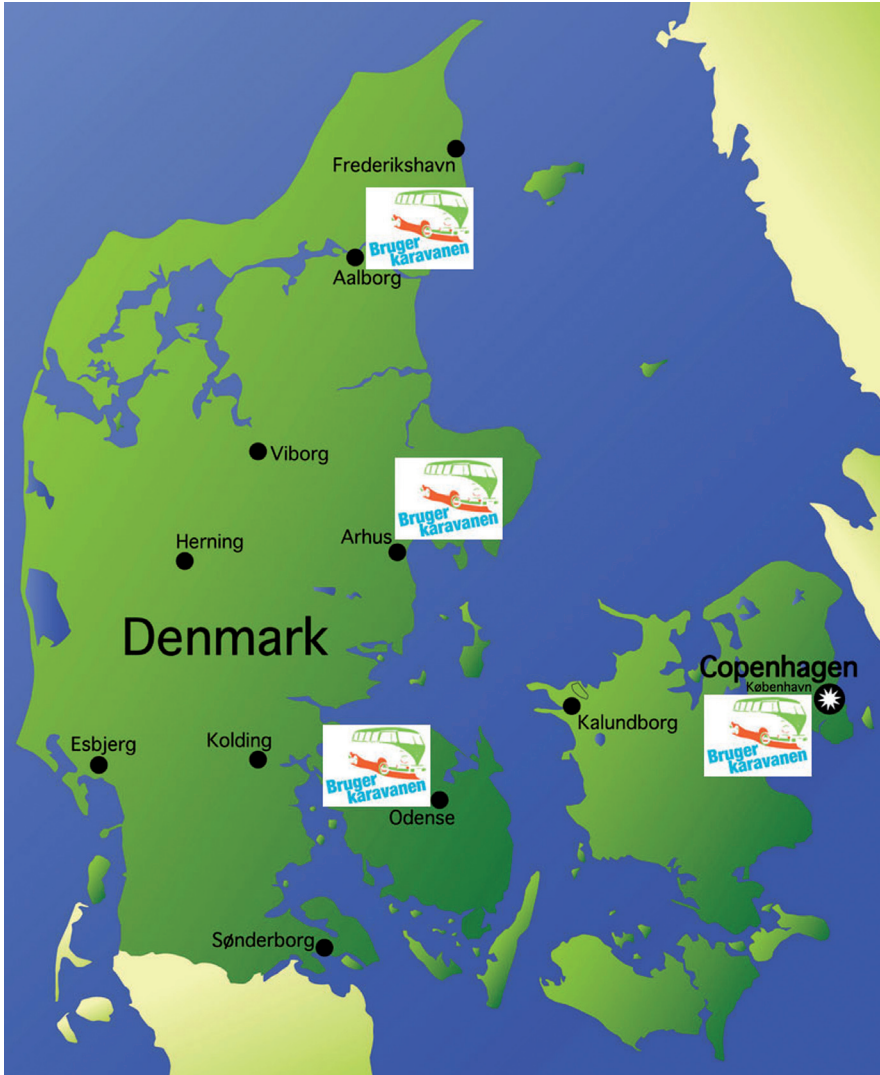 Frederikshavn
Bruger
karavanen
Aalborg
Viborg
Bruger
karavanen
Arhus
Herning
Denmark
Copenhagen
København
Kalundborg
Bruger
karavanen
Esbjerg
Kolding
Bruger
karavanen
Odense
Sønderborg